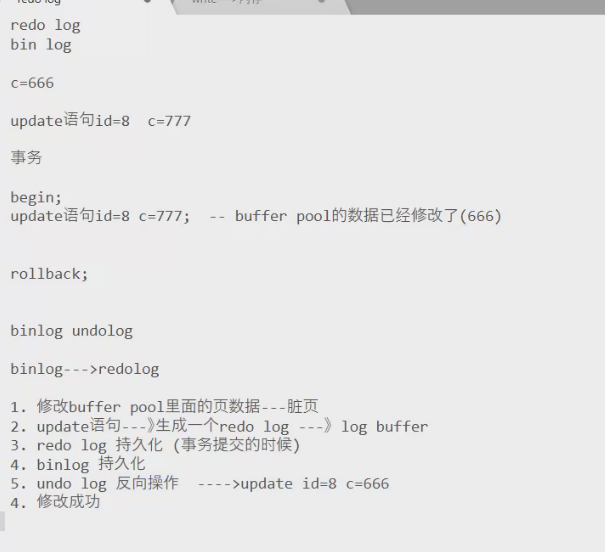 redo log
redo log
bin log
c=666
update语句id=8  c=777
事务
begin;
update语句id=8 c=777;  -- buffer pool的数据已经修改了(666)
rollback;
binlog undolog
binlog--->redolog
1. 修改buffer pool里面的页数据---脏页
2. update语句---》生成一个redo log ---》 log buffer
3. redo log 持久化 (事务提交的时候)
4. binlog 持久化
5. undo log 反向操作  ---->update id=8 c=666
4. 修改成功